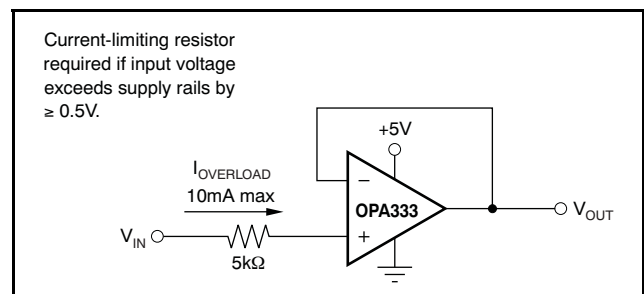 Current-limiting resistor
required if input voltage
exceeds supply rails by
≥ 0.5V.
+5V
I_OVERLOAD
10mA max
−
OPA333
V_OUT
V_IN
+
5kΩ